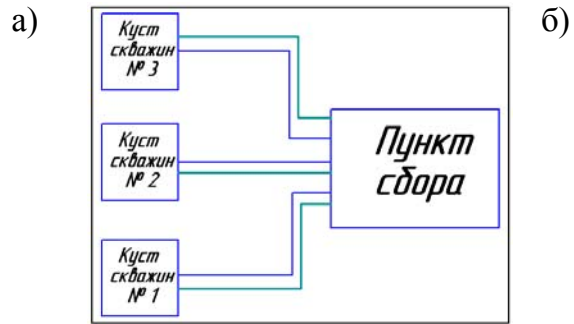 а)
Куст
скважин
№ 3
Куст
скважин
№ 2
Куст
скважин
№ 1
Пункт
сбора
б)